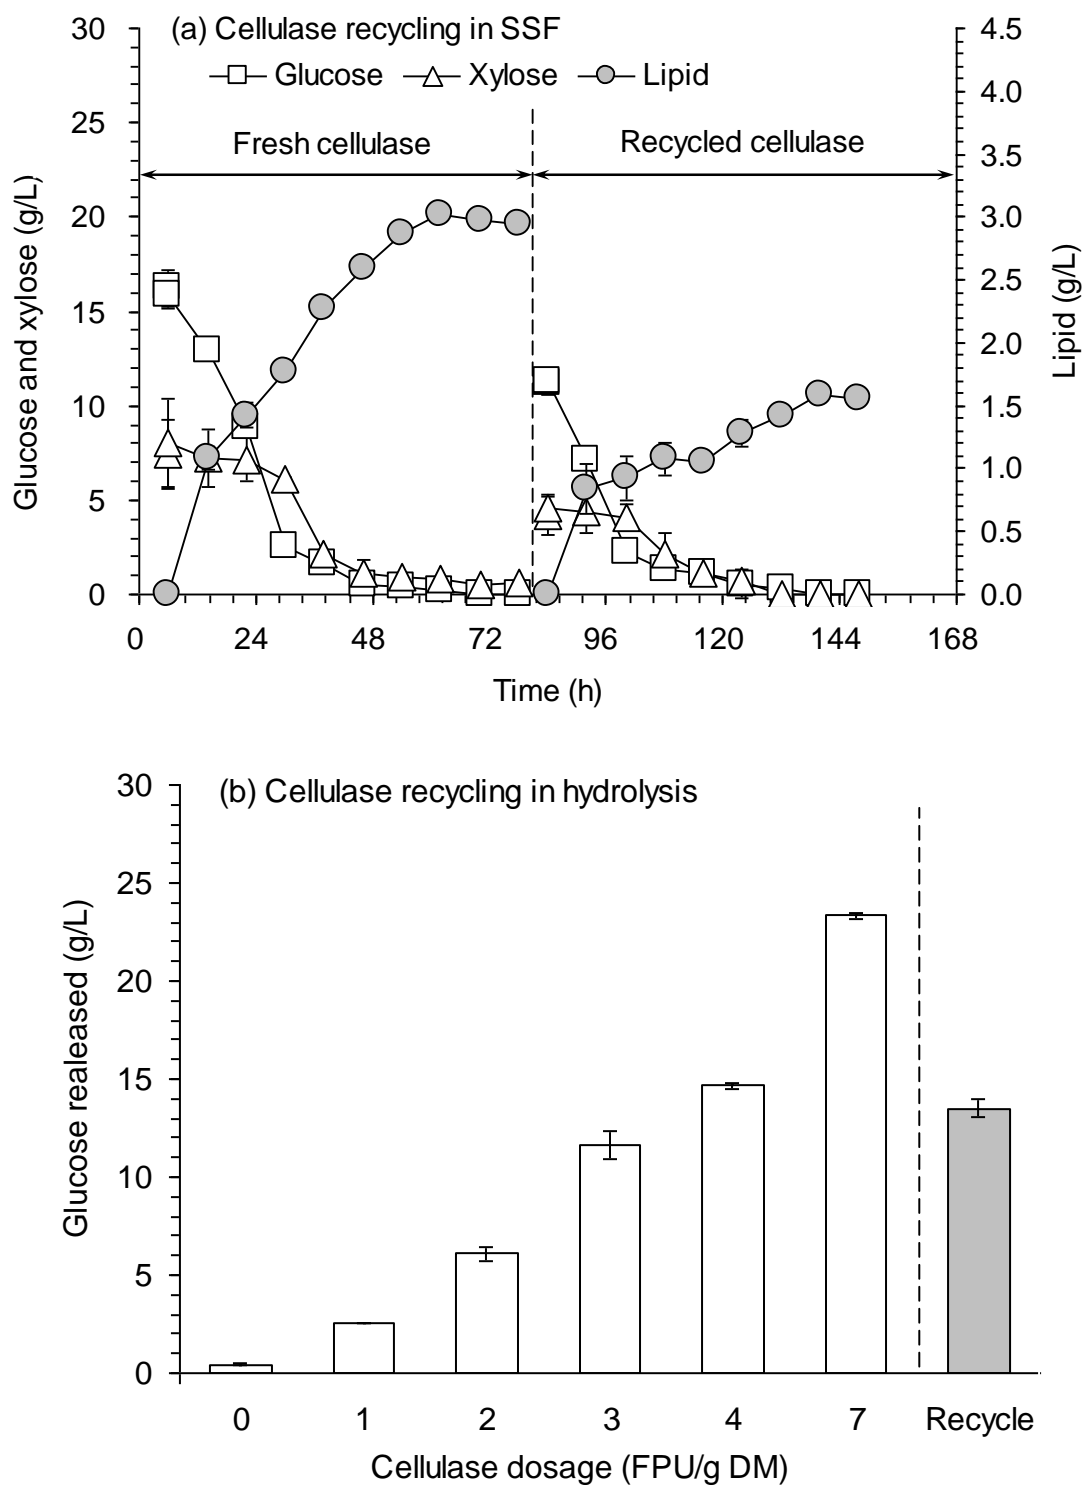 (a) Cellulase recycling in SSF
Glucose Xylose Lipid
Fresh cellulase Recycled cellulase
30
25
20
15
10
5
0
Glucose and xylose (g/L)
4.5
4.0
3.5
3.0
2.5
2.0
1.5
1.0
0.5
0.0
Lipid (g/L)
0 24 48 72 96 120 144 168
Time (h)
(b) Cellulase recycling in hydrolysis
30
25
20
15
10
5
0
Glucose realeased (g/L)
0 1 2 3 4 7 Recycle
Cellulase dosage (FPU/g DM)